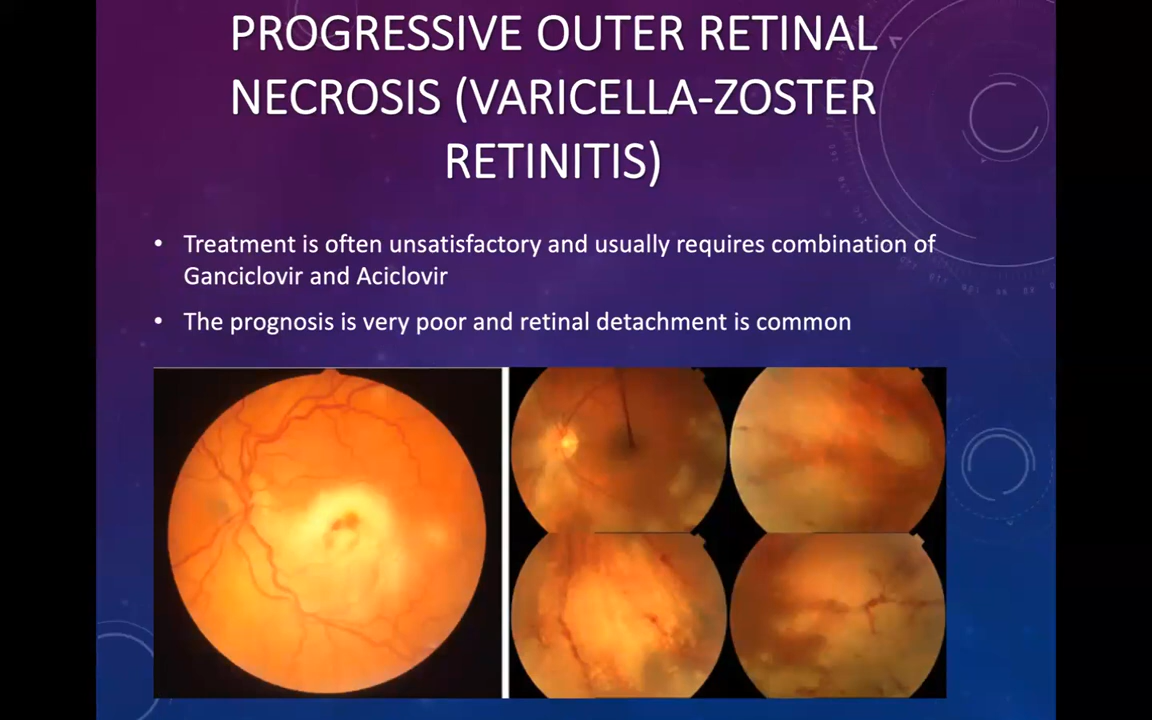 PROGRESSIVE OUTER RETINAL
NECROSIS (VARICELLA-ZOSTER
RETINITIS)
• Treatment is often unsatisfactory and usually requires combination of
Ganciclovir and Aciclovir
• The prognosis is very poor and retinal detachment is common